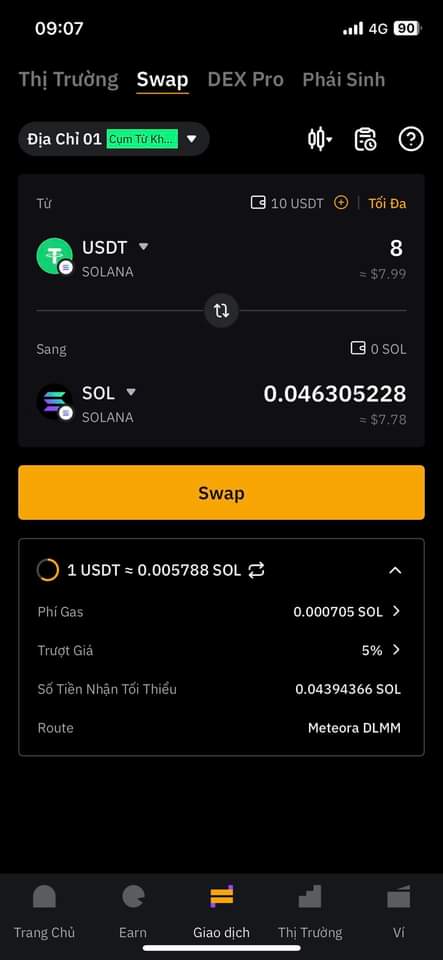 09:07
4G 90
Thị Trường Swap DEX Pro Phái Sinh
Địa Chỉ 01 Cụm Từ Kh...
Từ 10 USDT Tối Đa
USDT 8
SOLANA ≈ $7.99
Sang 0 SOL
SOL 0.046305228
SOLANA ≈ $7.78
Swap
1 USDT ≈ 0.005788 SOL
Phí Gas 0.000705 SOL
Trượt Giá 5%
Số Tiền Nhận Tối Thiểu 0.04394366 SOL
Route Meteora DLMM
Trang Chủ Earn Giao dịch Thị Trường Ví